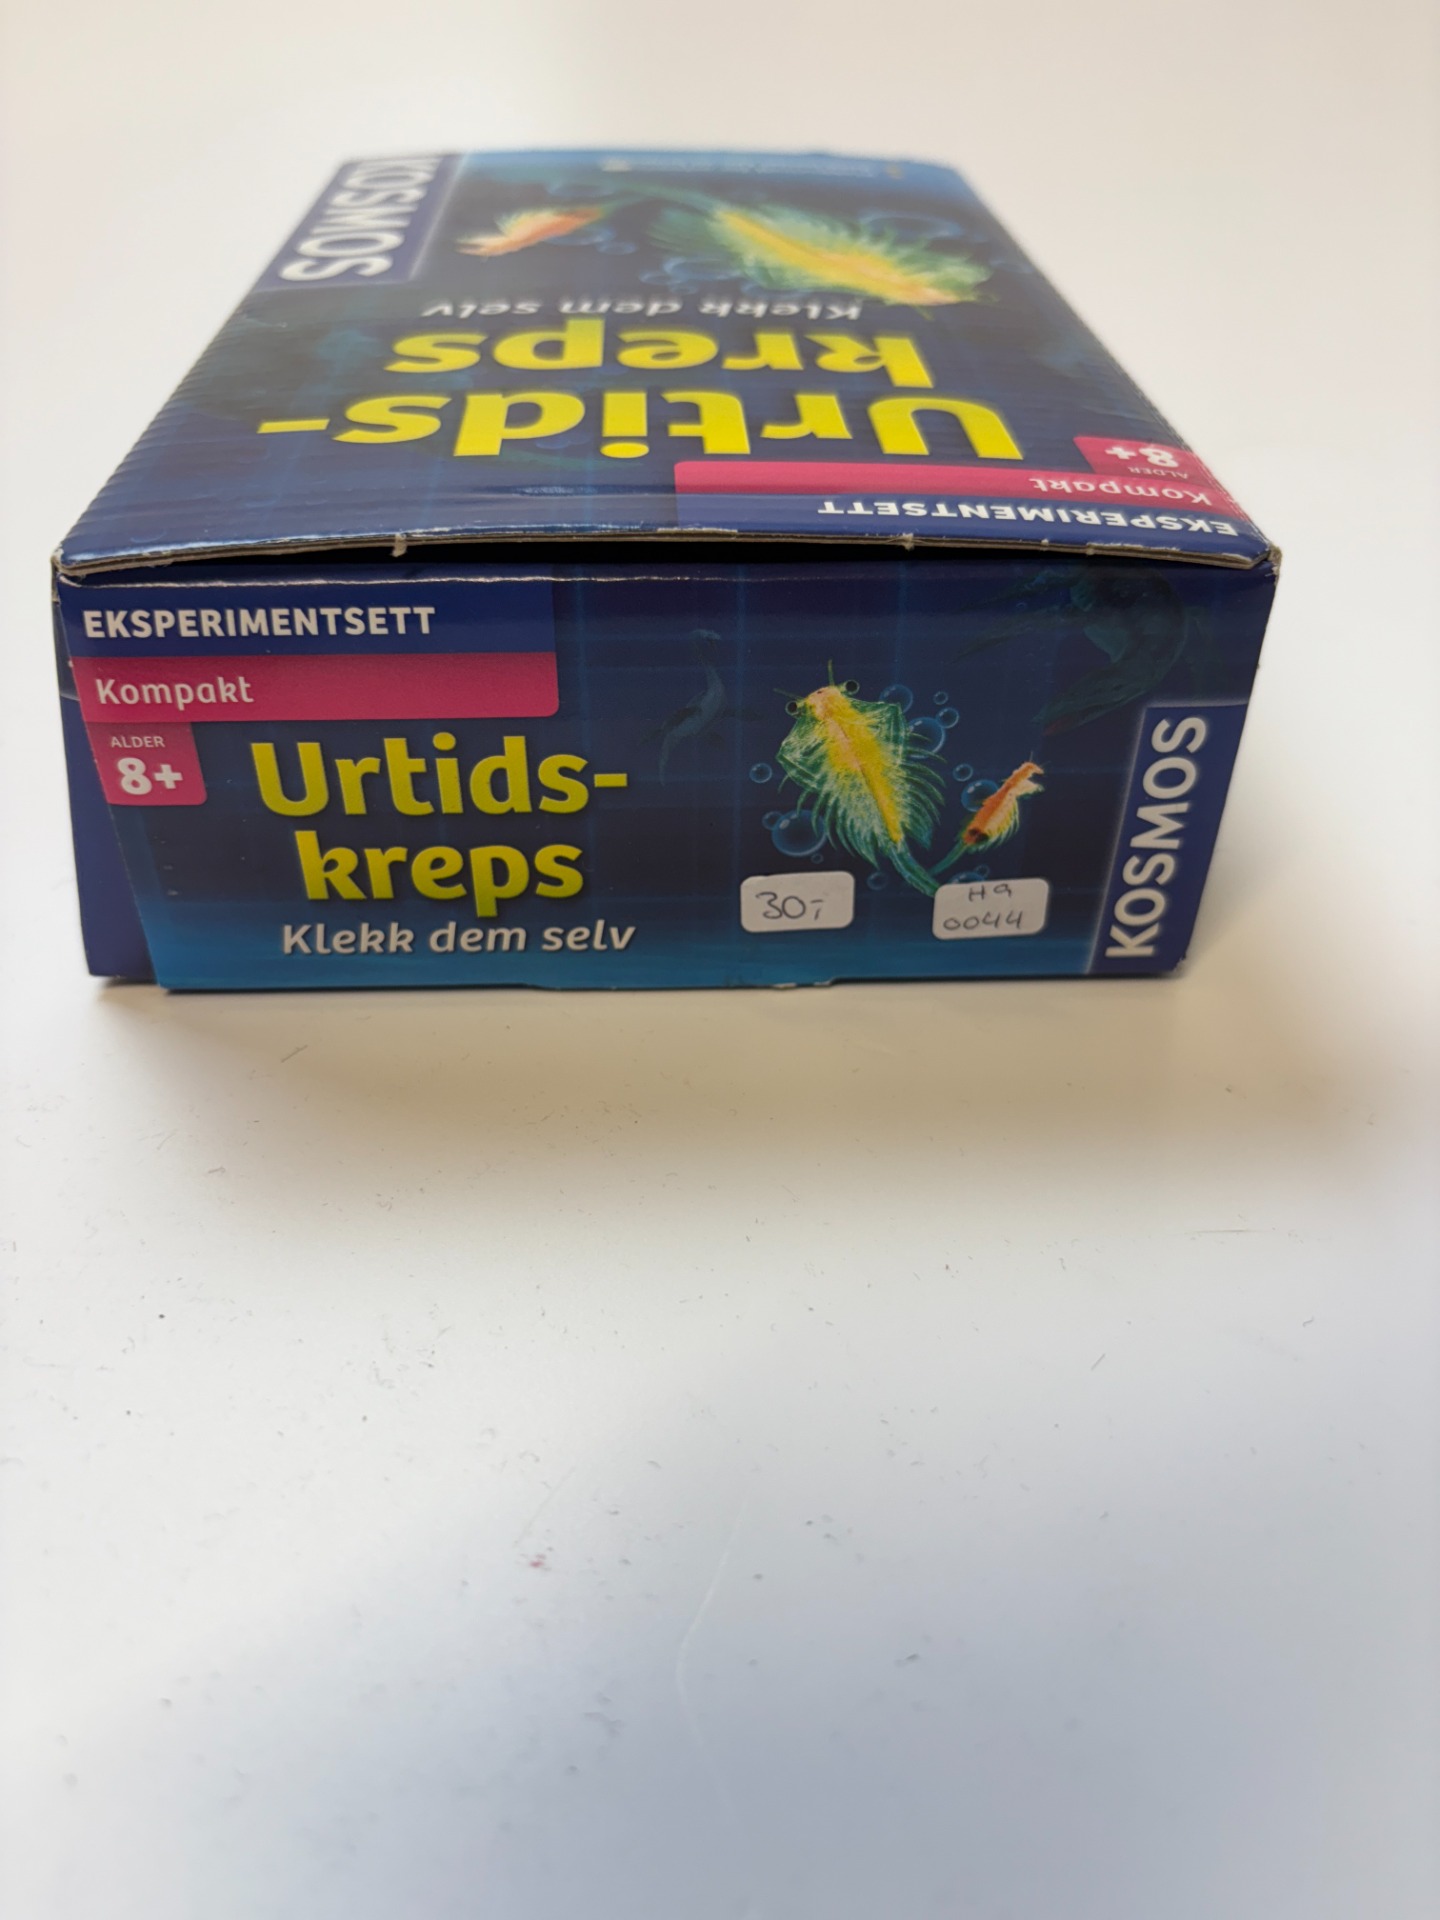 KOSMOS
Klekk dem selv
Urtids-
kreps
ALDER
8+
Kompakt
EKSPERIMENTSETT
EKSPERIMENTSETT
Kompakt
ALDER
8+
Urtids-
kreps
Klekk dem selv
30,-
H9
0044
KOSMOS